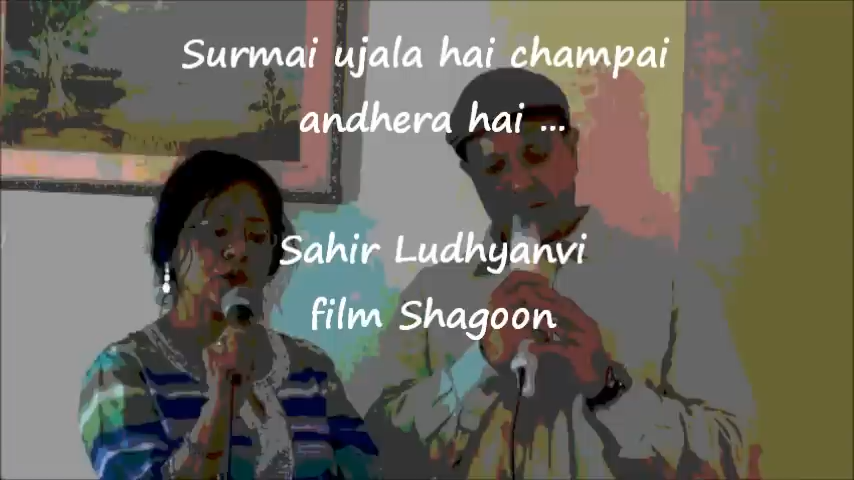 Surmai ujala hai champai
andhera hai ...
Sahir Ludhyanvi
film Shagoon